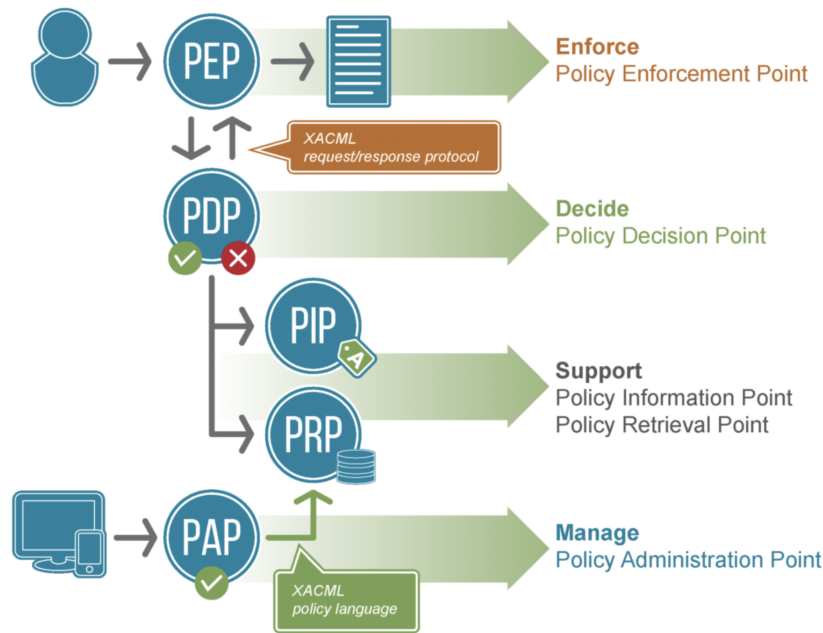 PEP
Enforce
Policy Enforcement Point
XACML
request/response protocol
PDP
Decide
Policy Decision Point
PIP
A
Support
Policy Information Point
Policy Retrieval Point
PRP
PAP
Manage
Policy Administration Point
XACML
policy language